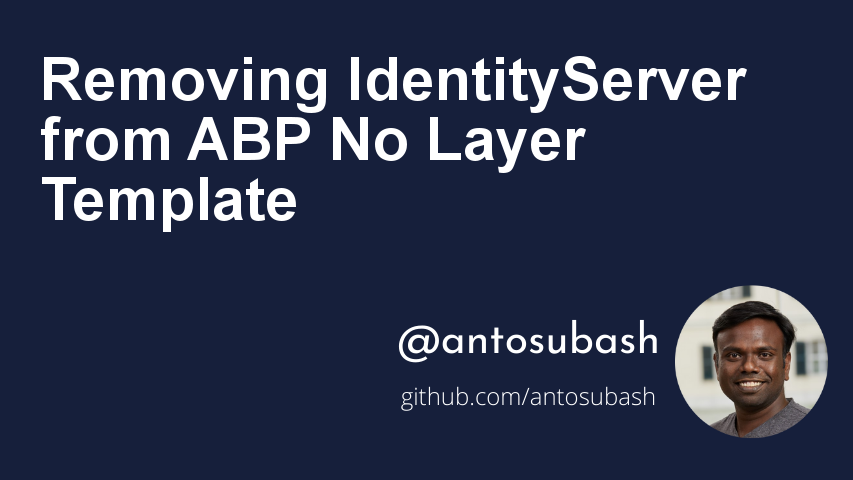 Removing IdentityServer
from ABP No Layer
Template
@antosubash
github.com/antosubash